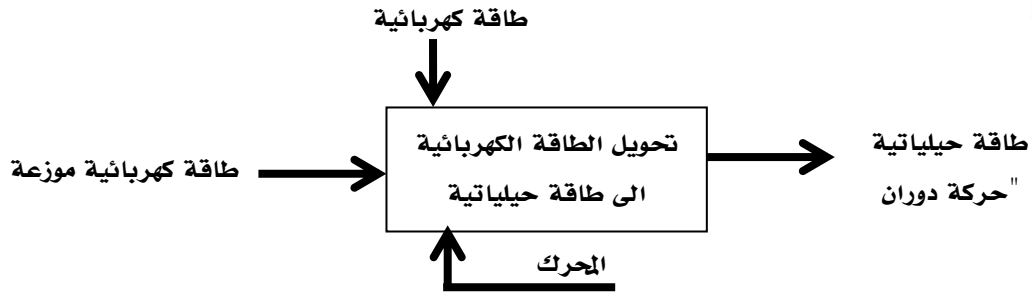 طاقة كهربائية
طاقة كهربائية موزعة
تحويل الطاقة الكهربائية
الى طاقة حيلياتية
طاقة حيلياتية
"حركة دوران
المحرك